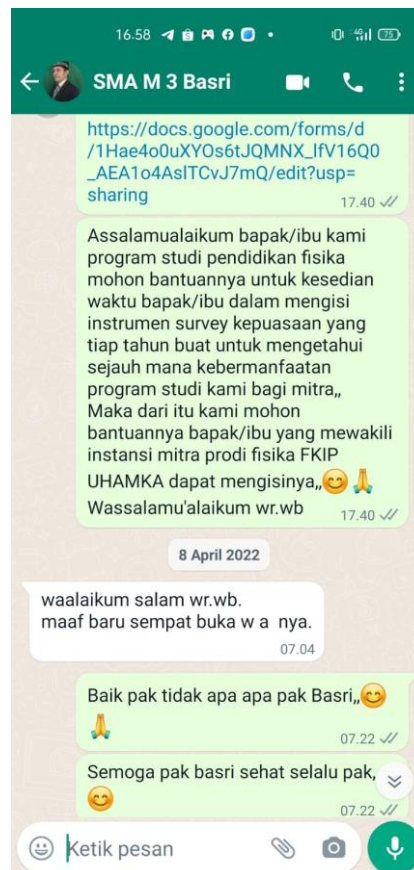 16.58
75
SMA M 3 Basri
https://docs.google.com/forms/d
/1Hae4o0uXYOs6tJQMNX_lfV16Q0
_AEA1o4AslTCvJ7mQ/edit?usp=
sharing
17.40
Assalamualaikum bapak/ibu kami
program studi pendidikan fisika
mohon bantuannya untuk kesedian
waktu bapak/ibu dalam mengisi
instrumen survey kepuasaan yang
tiap tahun buat untuk mengetahui
sejauh mana kebermanfaatan
program studi kami bagi mitra,,
Maka dari itu kami mohon
bantuannya bapak/ibu yang mewakili
instansi mitra prodi fisika FKIP
UHAMKA dapat mengisinya,,😊🙏
Wassalamu'alaikum wr.wb
17.40
8 April 2022
waalaikum salam wr.wb.
maaf baru sempat buka w a  nya.
07.04
Baik pak tidak apa apa pak Basri,,😊
🙏
07.22
Semoga pak basri sehat selalu pak,
😊
07.22
Ketik pesan